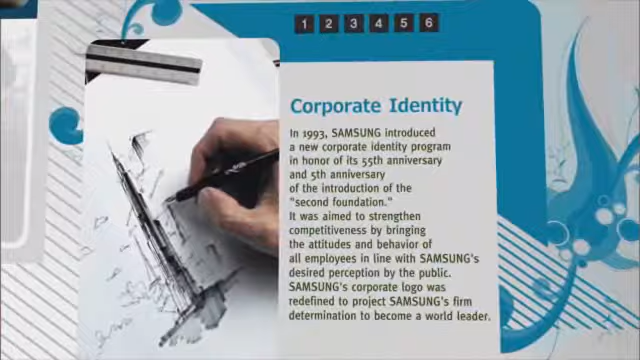 1 2 3 4 5 6
Corporate Identity
In 1993, SAMSUNG introduced
a new corporate identity program
in honor of its 55th anniversary
and 5th anniversary
of the introduction of the
"second foundation."
It was aimed to strengthen
competitiveness by bringing
the attitudes and behavior of
all employees in line with SAMSUNG's
desired perception by the public.
SAMSUNG's corporate logo was
redefined to project SAMSUNG's firm
determination to become a world leader.